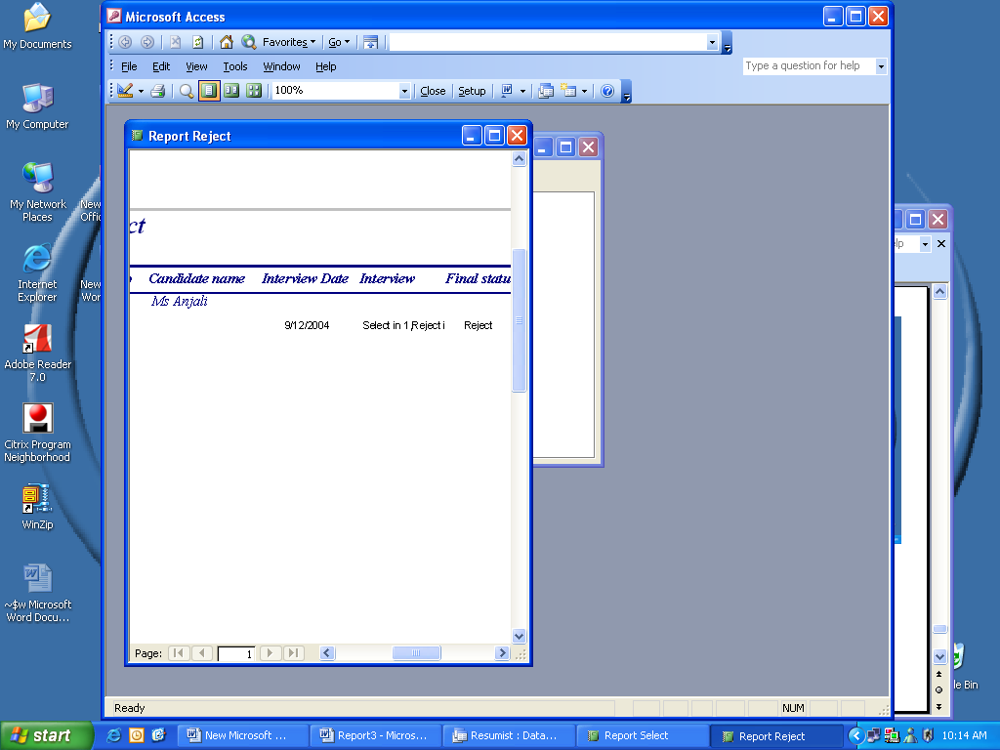 My Documents
My Computer
My Network
Places
Internet
Explorer
Adobe Reader
7.0
Citrix Program
Neighborhood
WinZip
~$w Microsoft
Word Docu...
New
Offic
New
Wor
Microsoft Access
Favorites Go
File Edit View Tools Window Help
Type a question for help
100% Close Setup
Report Reject
ct
Candidate name Interview Date Interview Final statu
Ms Anjali
9/12/2004 Select in 1,Reject i Reject
Page: 1
Ready NUM
lp
le Bin
start New Microsoft ... Report3 - Micros... Resumist : Data... Report Select Report Reject 10:14 AM